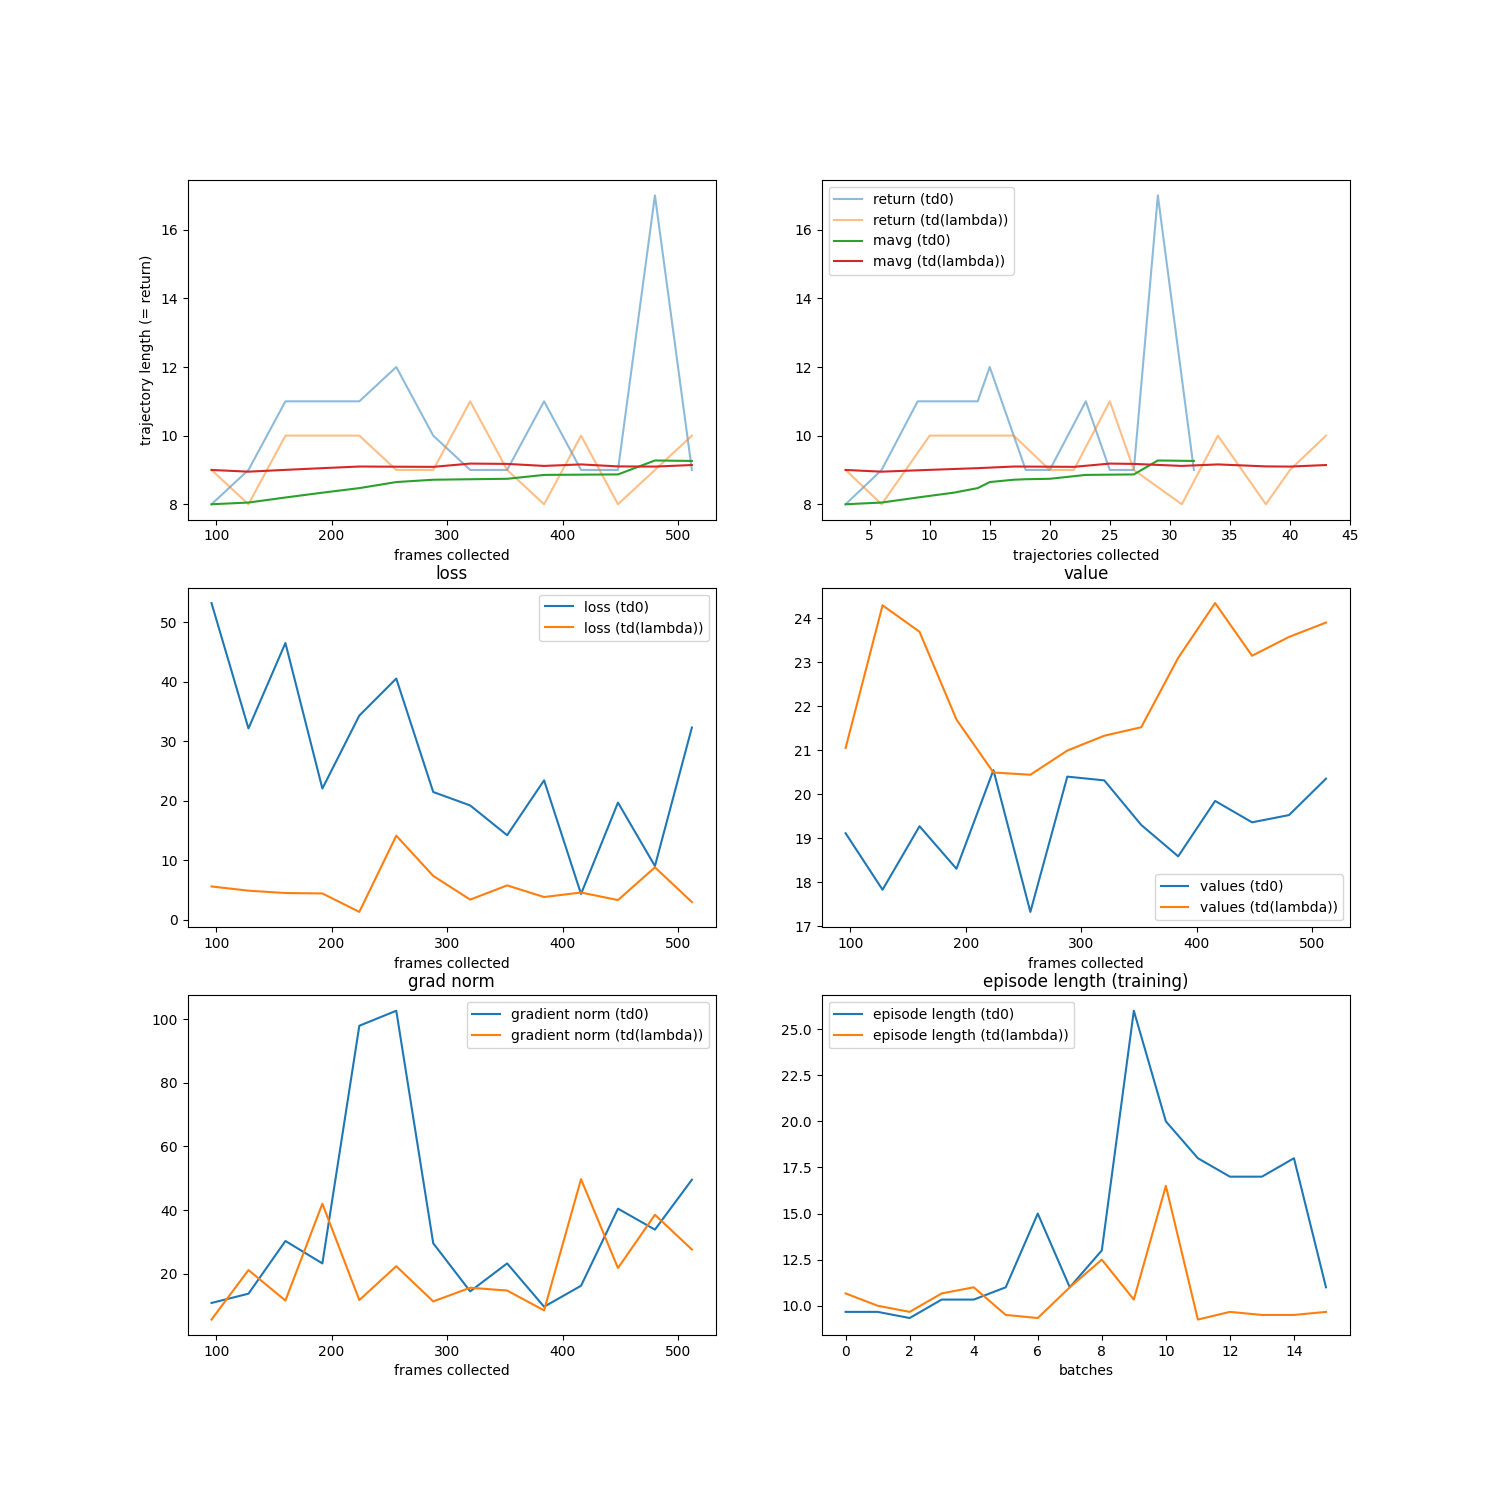 16
14
12
10
8
trajectory length (= return)
100 200 300 400 500
frames collected
return (td0)
return (td(lambda))
mavg (td0)
mavg (td(lambda))
16
14
12
10
8
5 10 15 20 25 30 35 40 45
trajectories collected
loss
loss (td0)
loss (td(lambda))
50
40
30
20
10
0
100 200 300 400 500
frames collected
value
24
23
22
21
20
19
18
17
values (td0)
values (td(lambda))
100 200 300 400 500
frames collected
grad norm
gradient norm (td0)
gradient norm (td(lambda))
100
80
60
40
20
100 200 300 400 500
frames collected
episode length (training)
episode length (td0)
episode length (td(lambda))
25.0
22.5
20.0
17.5
15.0
12.5
10.0
0 2 4 6 8 10 12 14
batches